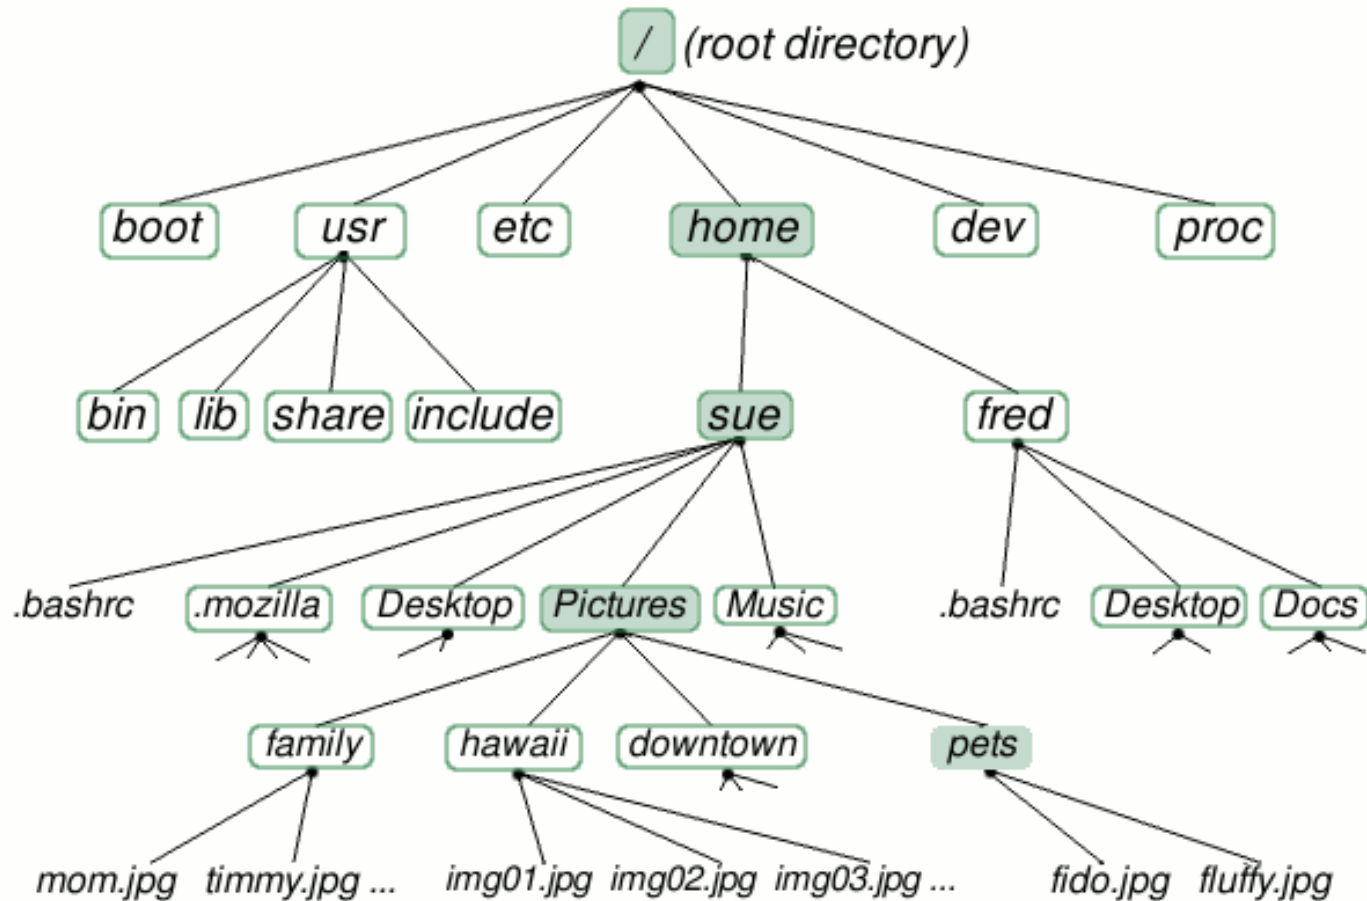 / (root directory)
boot usr etc home dev proc
bin lib share include sue fred
.bashrc .mozilla Desktop Pictures Music .bashrc Desktop Docs
family hawaii downtown pets
mom.jpg timmy.jpg ... img01.jpg img02.jpg img03.jpg ... fido.jpg fluffy.jpg